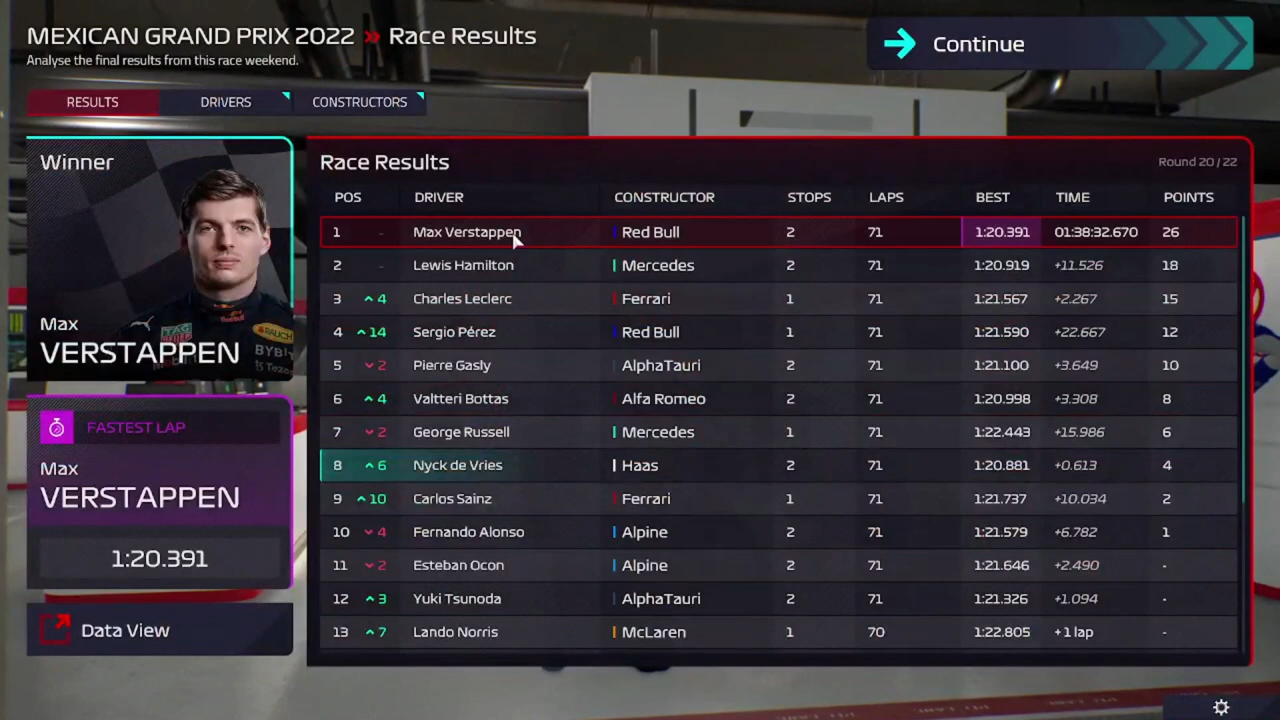 MEXICAN GRAND PRIX 2022 » Race Results
Analyse the final results from this race weekend.
Continue
RESULTS DRIVERS CONSTRUCTORS
Winner
Max
VERSTAPPEN
FASTEST LAP
Max
VERSTAPPEN
1:20.391
Data View
Race Results Round 20 / 22
POS DRIVER CONSTRUCTOR STOPS LAPS BEST TIME POINTS
1 - Max Verstappen Red Bull 2 71 1:20.391 01:38:32.670 26
2 - Lewis Hamilton Mercedes 2 71 1:20.919 +11.526 18
3 4 Charles Leclerc Ferrari 1 71 1:21.567 +2.267 15
4 14 Sergio Pérez Red Bull 1 71 1:21.590 +22.667 12
5 2 Pierre Gasly AlphaTauri 2 71 1:21.100 +3.649 10
6 4 Valtteri Bottas Alfa Romeo 2 71 1:20.998 +3.308 8
7 2 George Russell Mercedes 1 71 1:22.443 +15.986 6
8 6 Nyck de Vries Haas 2 71 1:20.881 +0.613 4
9 10 Carlos Sainz Ferrari 1 71 1:21.737 +10.034 2
10 4 Fernando Alonso Alpine 2 71 1:21.579 +6.782 1
11 2 Esteban Ocon Alpine 2 71 1:21.646 +2.490 -
12 3 Yuki Tsunoda AlphaTauri 2 71 1:21.326 +1.094 -
13 7 Lando Norris McLaren 1 70 1:22.805 +1 lap -